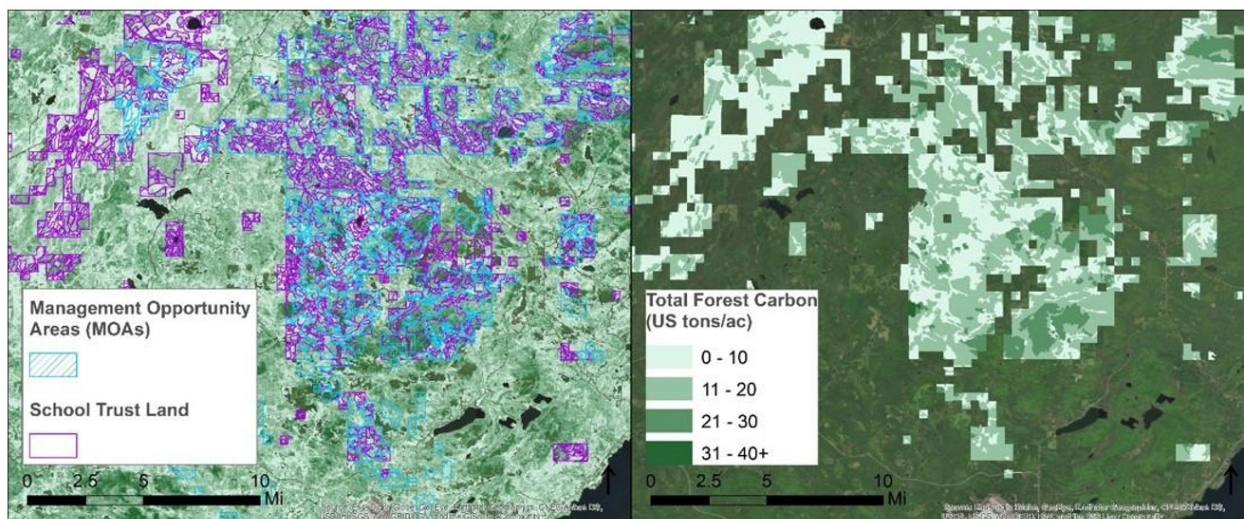 Management Opportunity
Areas (MOAs)
School Trust Land
0
2.5
5
10
Mi
Total Forest Carbon
(US tons/ac)
0 - 10
11 - 20
21 - 30
31 - 40+
0
2.5
5
10
Mi